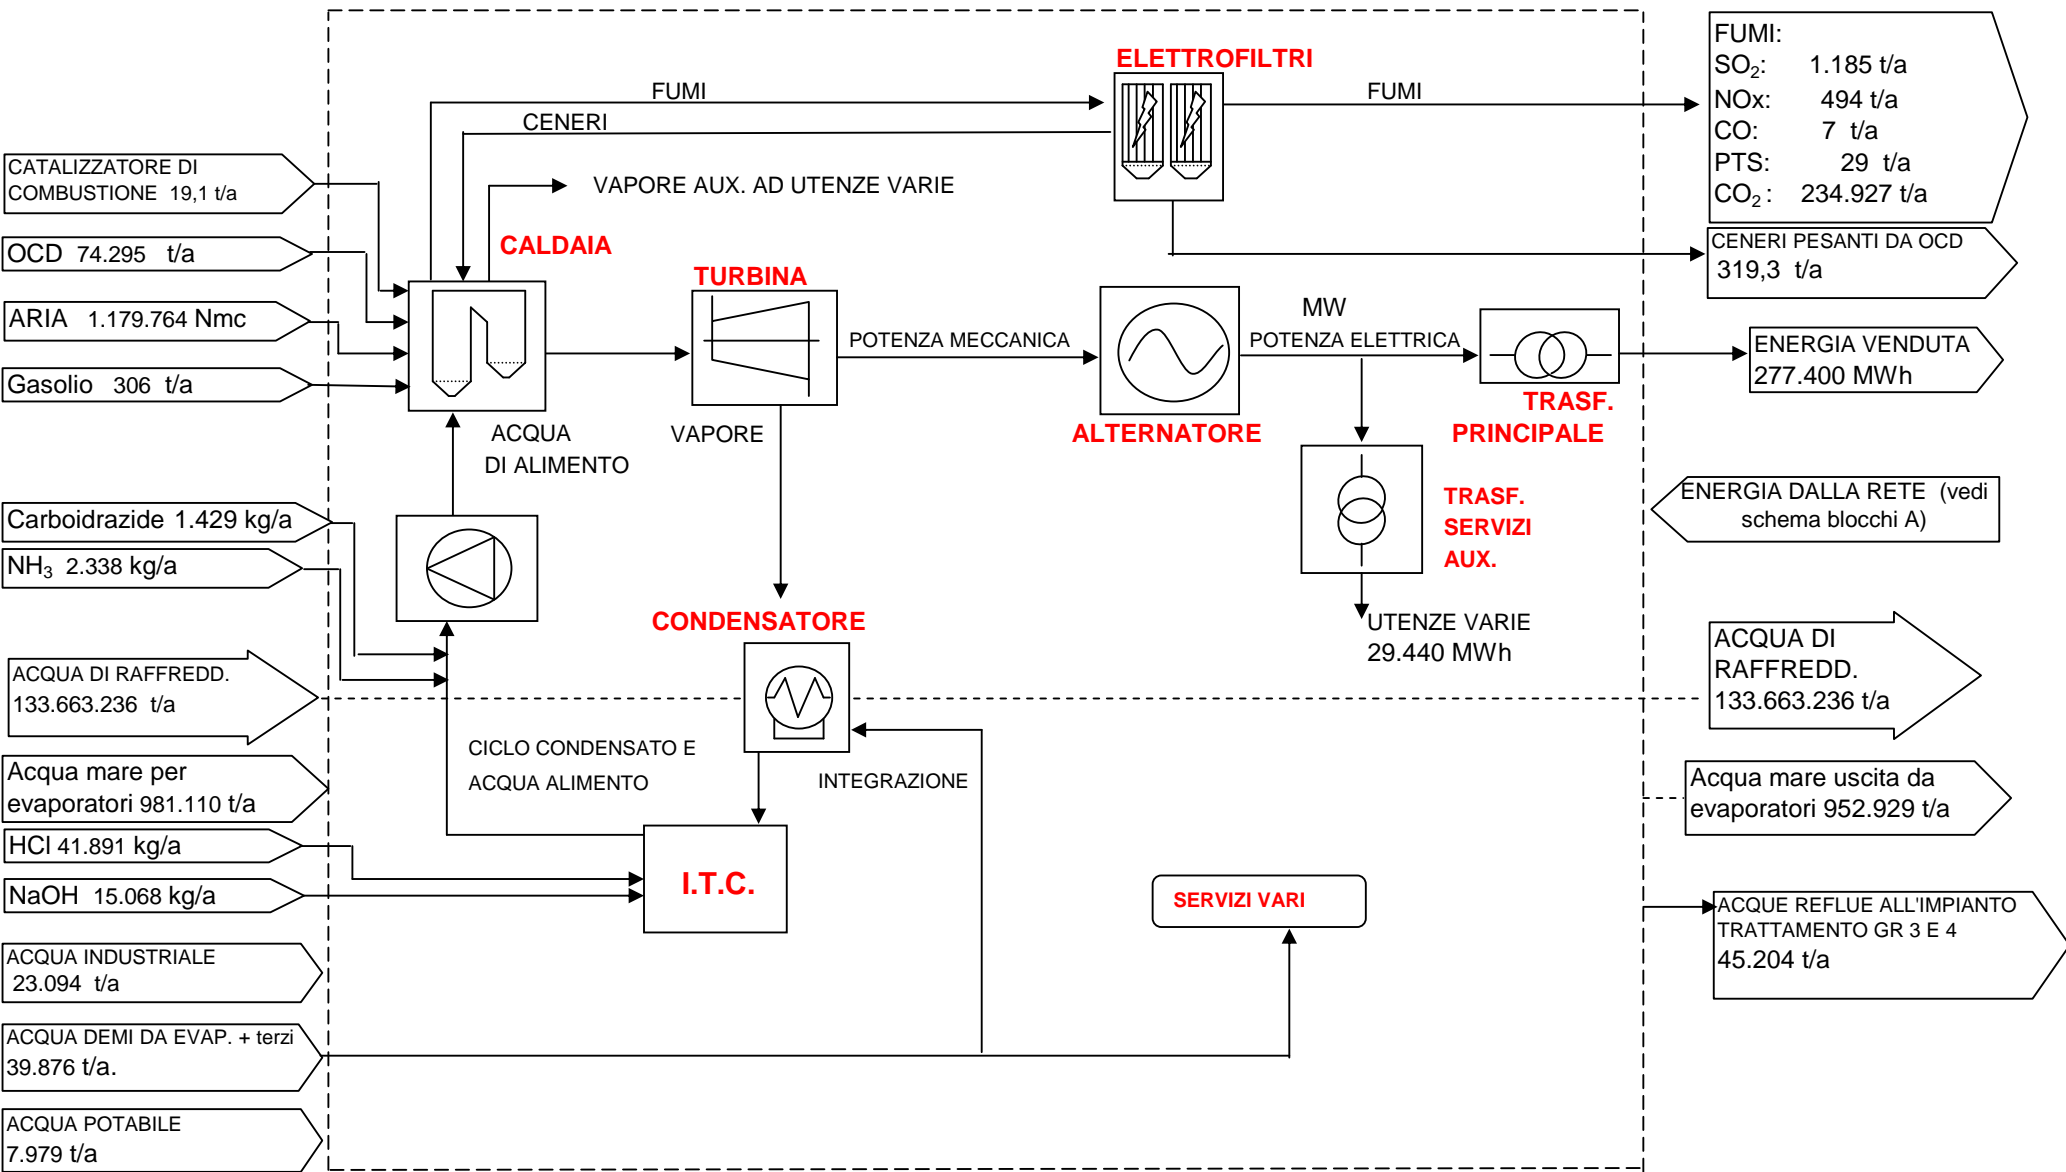 CATALIZZATORE DI
COMBUSTIONE 19,1 t/a
OCD 74.295 t/a
ARIA 1.179.764 Nmc
Gasolio 306 t/a
Carboidrazide 1.429 kg/a
NH₃ 2.338 kg/a
ACQUA DI RAFFREDD.
133.663.236 t/a
Acqua mare per
evaporatori 981.110 t/a
HCl 41.891 kg/a
NaOH 15.068 kg/a
ACQUA INDUSTRIALE
23.094 t/a
ACQUA DEMI DA EVAP. + terzi
39.876 t/a.
ACQUA POTABILE
7.979 t/a
ELETTROFILTRI
FUMI
FUMI
CENERI
VAPORE AUX. AD UTENZE VARIE
CALDAIA
TURBINA
POTENZA MECCANICA
MW
POTENZA ELETTRICA
ACQUA
DI ALIMENTO
VAPORE
ALTERNATORE
TRASF.
PRINCIPALE
TRASF.
SERVIZI
AUX.
CONDENSATORE
UTENZE VARIE
29.440 MWh
CICLO CONDENSATO E
ACQUA ALIMENTO
INTEGRAZIONE
I.T.C.
SERVIZI VARI
FUMI:
SO₂: 1.185 t/a
NOx: 494 t/a
CO: 7 t/a
PTS: 29 t/a
CO₂ : 234.927 t/a
CENERI PESANTI DA OCD
319,3 t/a
ENERGIA VENDUTA
277.400 MWh
ENERGIA DALLA RETE (vedi
schema blocchi A)
ACQUA DI
RAFFREDD.
133.663.236 t/a
Acqua mare uscita da
evaporatori 952.929 t/a
ACQUE REFLUE ALL'IMPIANTO
TRATTAMENTO GR 3 E 4
45.204 t/a